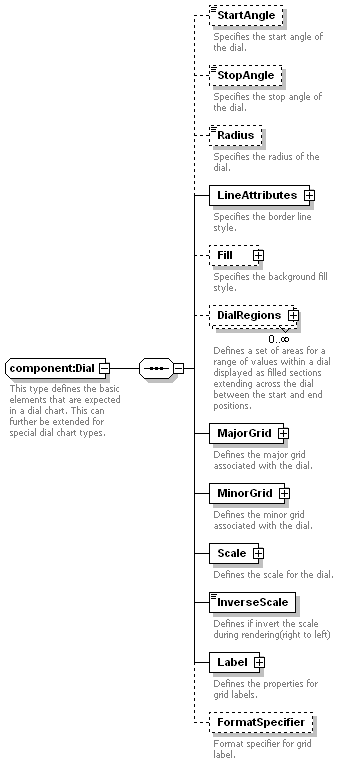 StartAngle
Specifies the start angle of
the dial.
StopAngle
Specifies the stop angle of
the dial.
Radius
Specifies the radius of the
dial.
LineAttributes
Specifies the border line
style.
Fill
Specifies the background fill
style.
DialRegions
0..∞
Defines a set of areas for a
range of values within a dial
displayed as filled sections
extending across the dial
between the start and end
positions.
component:Dial
This type defines the basic
elements that are expected
in a dial chart. This can
further be extended for
special dial chart types.
MajorGrid
Defines the major grid
associated with the dial.
MinorGrid
Defines the minor grid
associated with the dial.
Scale
Defines the scale for the dial.
InverseScale
Defines if invert the scale
during rendering(right to left)
Label
Defines the properties for
grid labels.
FormatSpecifier
Format specifier for grid
label.